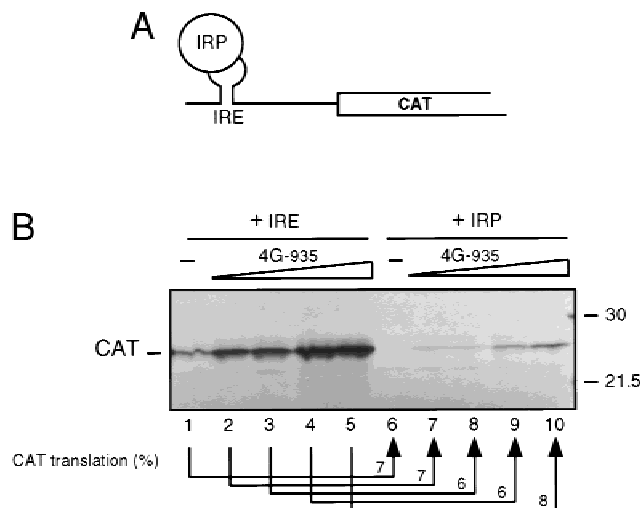 A
IRP
IRE
CAT
B
+ IRE + IRP
– 4G-935 – 4G-935
– 30
CAT –
– 21.5
1 2 3 4 5 6 7 8 9 10
CAT translation (%)
7 7 6 6 8